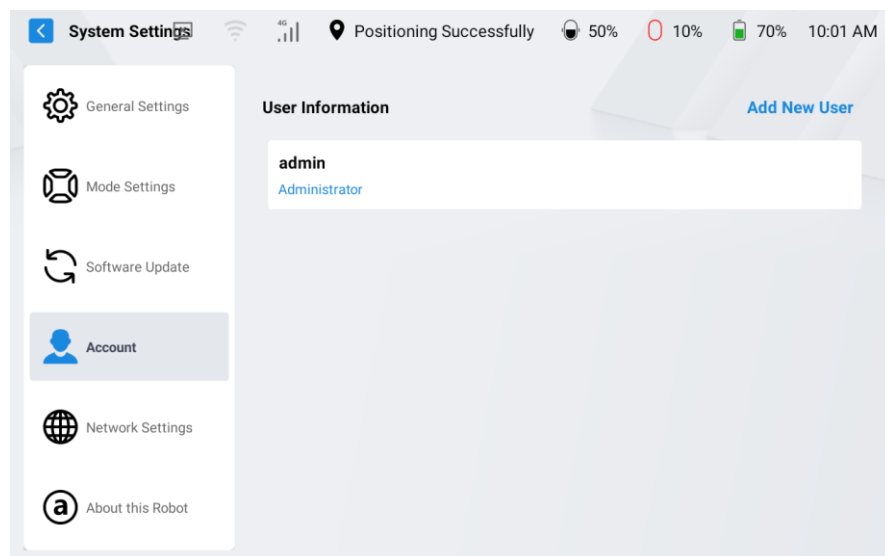 System Settings 4G Positioning Successfully 50% 10% 70% 10:01 AM
General Settings
Mode Settings
Software Update
Account
Network Settings
a About this Robot
User Information Add New User
admin
Administrator